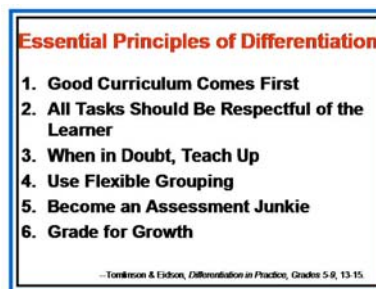 Essential Principles of Differentiation
1. Good Curriculum Comes First
2. All Tasks Should Be Respectful of the
Learner
3. When in Doubt, Teach Up
4. Use Flexible Grouping
5. Become an Assessment Junkie
6. Grade for Growth
--Tomlinson & Eidson, Differentiation in Practice, Grades 5-9, 13-15.